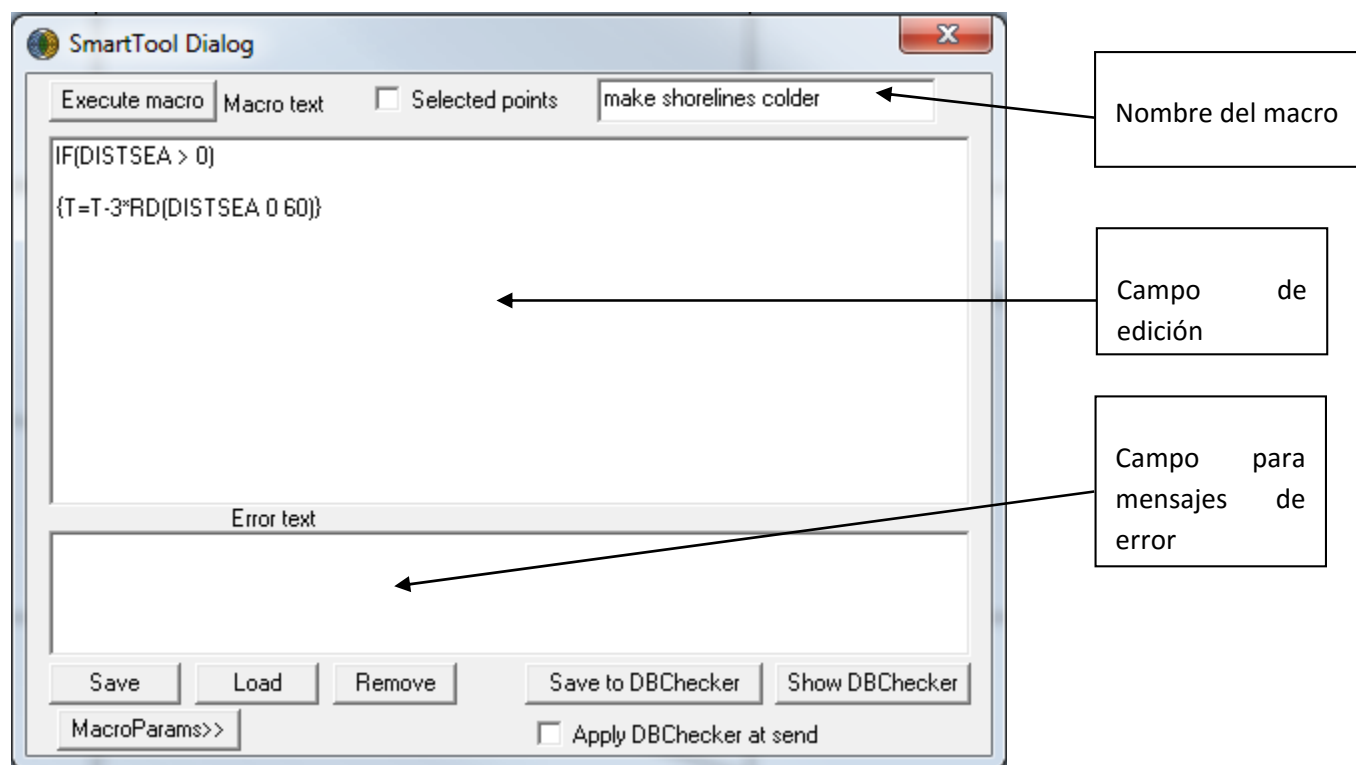 SmartTool Dialog
Execute macro Macro text Selected points make shorelines colder
Nombre del macro
IF(DISTSEA > 0)
{T=T-3*RD(DISTSEA 0 60)}
Campo de
edición
Campo para
mensajes de
error
Error text
Save Load Remove Save to DBChecker Show DBChecker
MacroParams>> Apply DBChecker at send